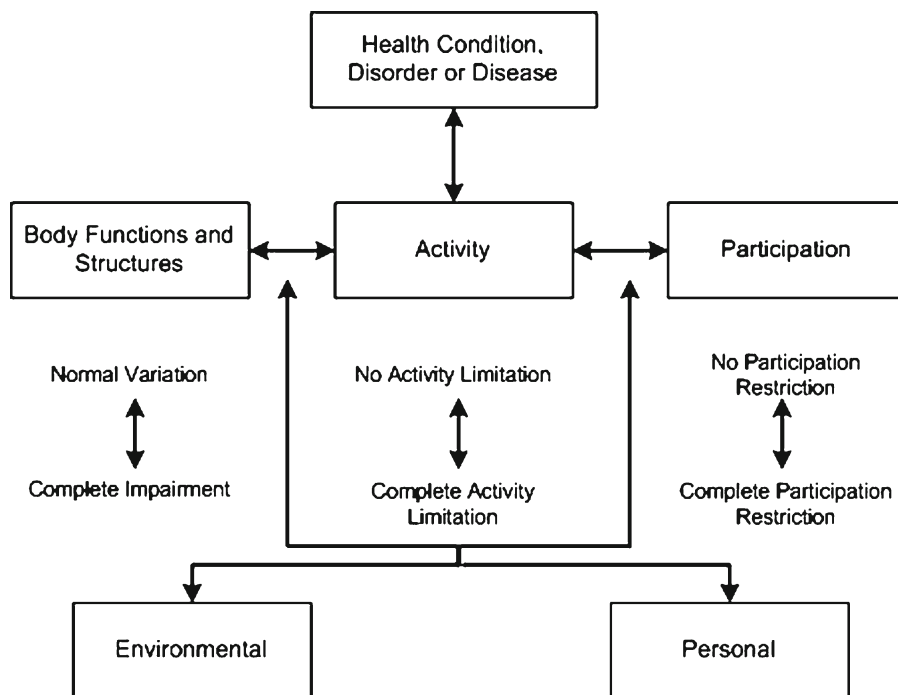 Health Condition,
Disorder or Disease
Body Functions and
Structures
Activity
Participation
Normal Variation
No Activity Limitation
No Participation
Restriction
Complete Impairment
Complete Activity
Limitation
Complete Participation
Restriction
Environmental
Personal